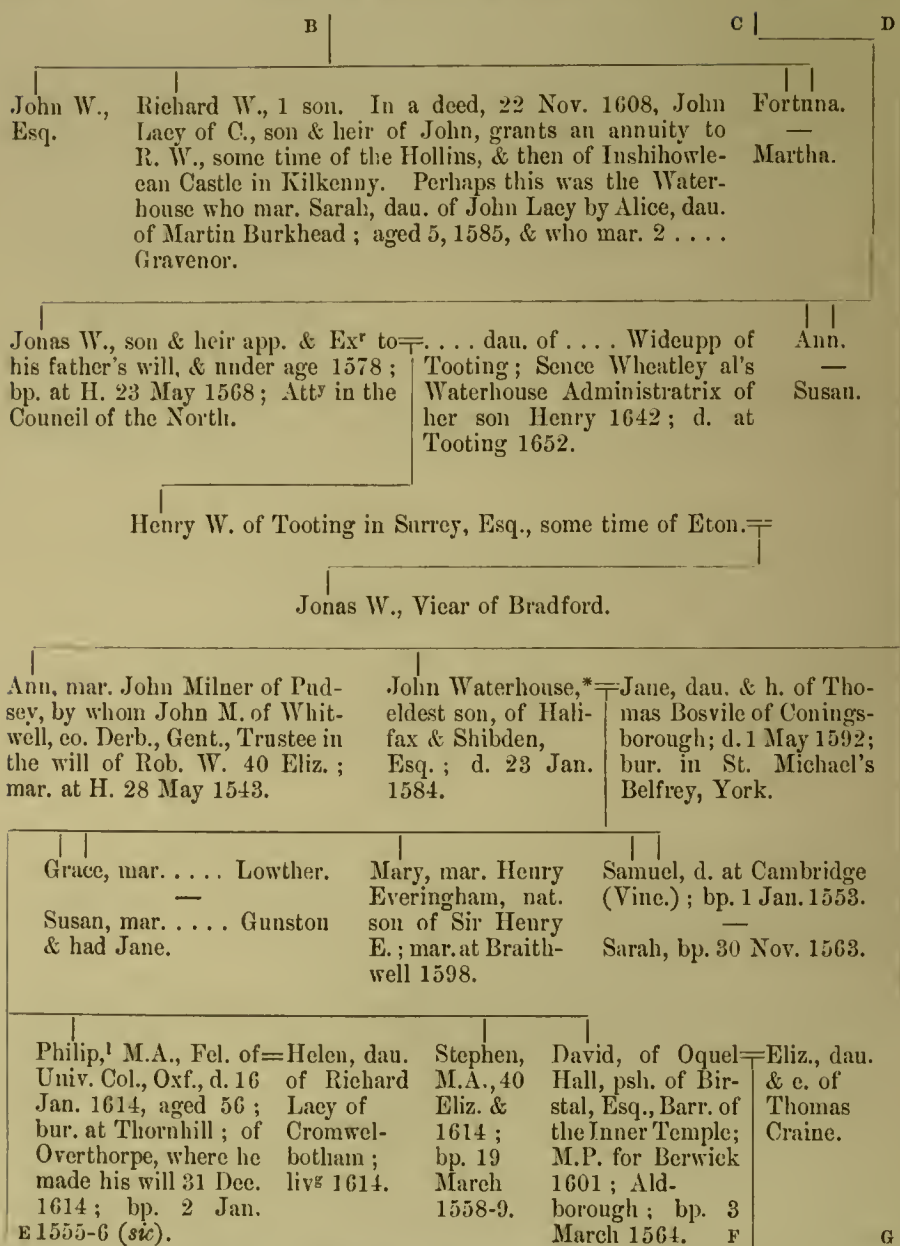 B C D
John W., Esq.
Richard W., 1 son. In a deed, 22 Nov. 1608, John
Lacy of C., son & heir of John, grants an annuity to
R. W., some time of the Hollins, & then of Inshihowle-
can Castle in Kilkenny. Perhaps this was the Water-
house who mar. Sarah, dau. of John Lacy by Alice, dau.
of Martin Burkhead ; aged 5, 1585, & who mar. 2 . . . .
Gravenor.
Fortuna.
—
Martha.
Jonas W., son & heir app. & Exʳ to
his father's will, & under age 1578 ;
bp. at H. 23 May 1568 ; Attʸ in the
Council of the North.
. . . . dau. of . . . . Wideupp of
Tooting ; Sence Wheatley al's
Waterhouse Administratrix of
her son Henry 1642 ; d. at
Tooting 1652.
Ann.
—
Susan.
Henry W. of Tooting in Surrey, Esq., some time of Eton.
Jonas W., Vicar of Bradford.
Ann, mar. John Milner of Pud-
sey, by whom John M. of Whit-
well, co. Derb., Gent., Trustee in
the will of Rob. W. 40 Eliz. ;
mar. at H. 28 May 1543.
John Waterhouse,*
eldest son, of Hali-
fax & Shibden,
Esq. ; d. 23 Jan.
1584.
Jane, dau. & h. of Tho-
mas Bosvile of Conings-
borough; d. 1 May 1592;
bur. in St. Michael's
Belfrey, York.
Grace, mar. . . . . Lowther.
—
Susan, mar. . . . . Gunston
& had Jane.
Mary, mar. Henry
Everingham, nat.
son of Sir Henry
E. ; mar. at Braith-
well 1598.
Samuel, d. at Cambridge
(Vinc.) ; bp. 1 Jan. 1553.
—
Sarah, bp. 30 Nov. 1563.
Philip,¹ M.A., Fel. of
Univ. Col., Oxf., d. 16
Jan. 1614, aged 56 ;
bur. at Thornhill ; of
Overthorpe, where he
made his will 31 Dec.
1614 ; bp. 2 Jan.
E 1555-6 (sic).
Helen, dau.
of Richard
Lacy of
Cromwel-
botham ;
livᵍ 1614.
Stephen,
M.A., 40
Eliz. &
1614 ;
bp. 19
March
1558-9.
David, of Oquel
Hall, psh. of Bir-
stal, Esq., Barr. of
the Inner Temple;
M.P. for Berwick
1601 ; Ald-
borough ; bp. 3
March 1564. F
Eliz., dau.
& c. of
Thomas
Craine.
G